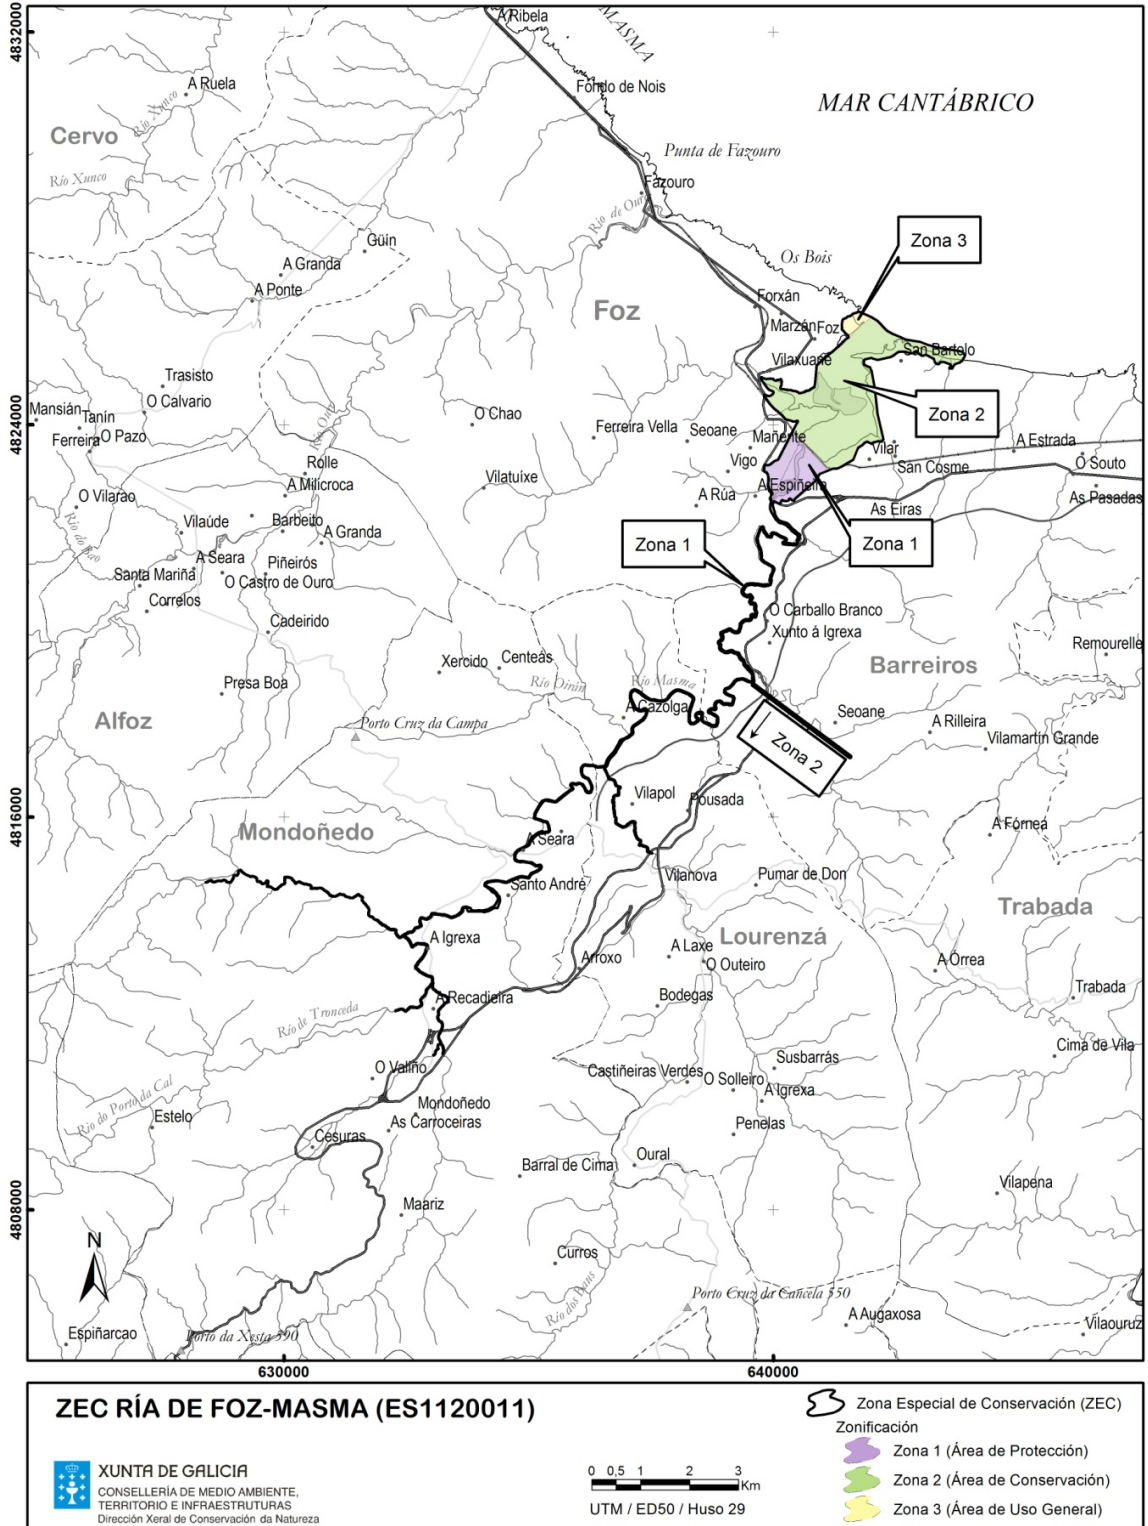 4832000
A Ribela
MASMA
Fondo de Nois
A Ruela
Río Xunco
MAR CANTÁBRICO
Cervo
Punta de Fazouro
Río Xunco
Fazouro
Río de Ouro
Güín
Zona 3
Os Bois
A Granda
A Ponte
Forxán
Foz
Marzán
Foz
Vilaxuane
San Bartolo
Trasisto
O Calvario
Zona 2
4824000
Mansián
Tanín
O Chao
Ferreira Vella
Seoane
Mañente
Ferreira
O Pazo
Río Ouro
A Estrada
Vigo
Vilar
San Cosme
O Souto
Rolle
A Milicroca
Vilatuixe
A Rúa
A Espiñeira
As Pasadas
O Vilarao
As Eiras
Vilaúde
Barbeito
A Granda
Zona 1
Zona 1
A Seara
Piñeirós
Santa Mariña
O Castro de Ouro
Correlos
O Carballo Branco
Cadeirido
Xunto á Igrexa
Remourelle
Xercido
Centeás
Barreiros
Presa Boa
Río Dirán
Río Masma
Alfoz
Porto Cruz da Campa
A Cazolga
Seoane
A Rilleira
Zona 2
Vilamartín Grande
Vilapol
Pousada
4816000
Mondoñedo
A Seara
A Fórnea
Santo André
Vilanova
Pumar de Don
Trabada
A Igrexa
Lourenzá
A Laxe
Arroxo
O Outeiro
A Órrea
A Recadieira
Bodegas
Trabada
Río de Tronceda
Cima de Vila
Susbarrás
O Valiño
Castiñeiras Verdes
O Solleiro
A Igrexa
Río do Porto da Cal
Mondoñedo
Estelo
As Carroceiras
Penelas
Cesuras
Oural
Barral de Cima
Vilapena
4808000
Maariz
N
Curros
Río dos Bans
Porto Cruz da Cancela 550
A Augaxosa
Espiñarcao
Porto da Xesta 590
Vilaouruz
630000
640000
ZEC RÍA DE FOZ-MASMA (ES1120011)
Zona Especial de Conservación (ZEC)
Zonificación
Zona 1 (Área de Protección)
XUNTA DE GALICIA
CONSELLERÍA DE MEDIO AMBIENTE,
TERRITORIO E INFRAESTRUTURAS
Dirección Xeral de Conservación da Natureza
0 0,5 1 2 3
Km
UTM / ED50 / Huso 29
Zona 2 (Área de Conservación)
Zona 3 (Área de Uso General)